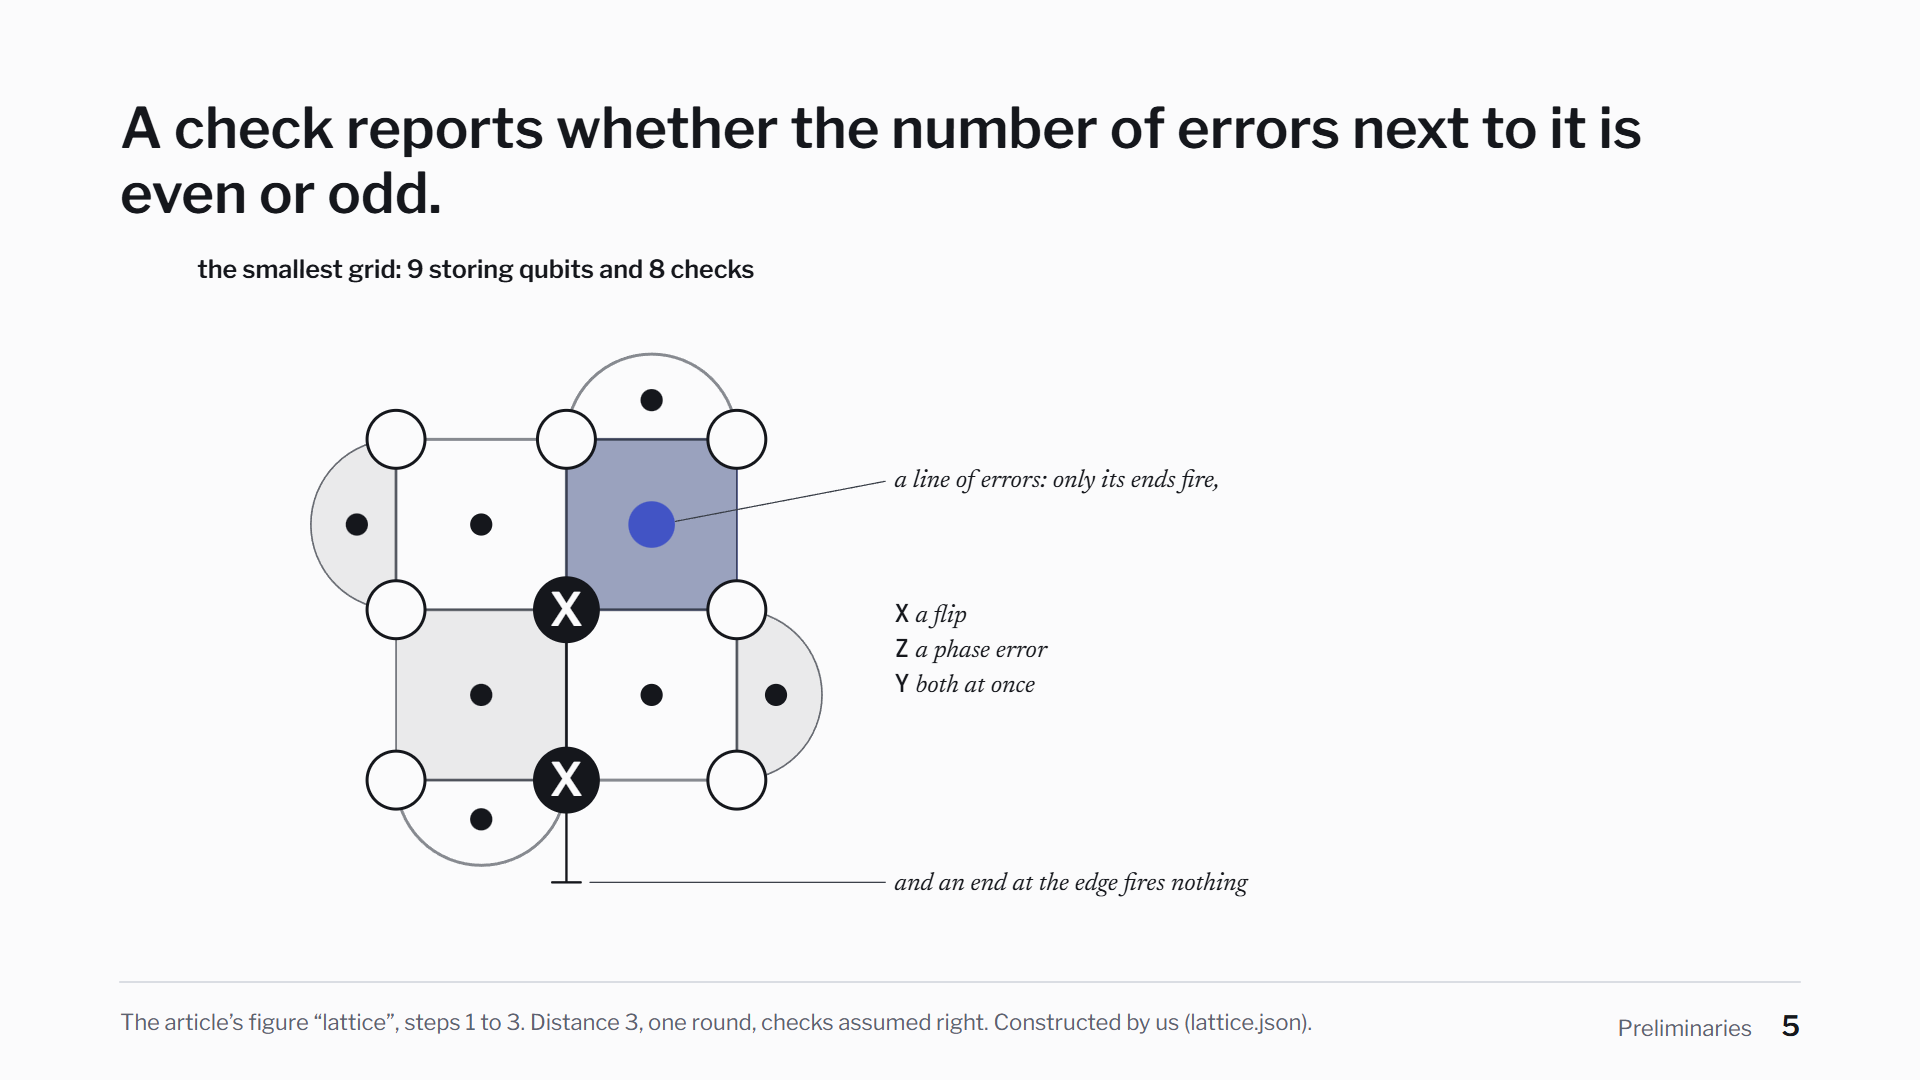 A check reports whether the number of errors next to it is
even or odd.
the smallest grid: 9 storing qubits and 8 checks
a line of errors: only its ends fire,
X
X a flip
Z a phase error
Y both at once
X
and an end at the edge fires nothing
The article’s figure “lattice”, steps 1 to 3. Distance 3, one round, checks assumed right. Constructed by us (lattice.json).
Preliminaries 5